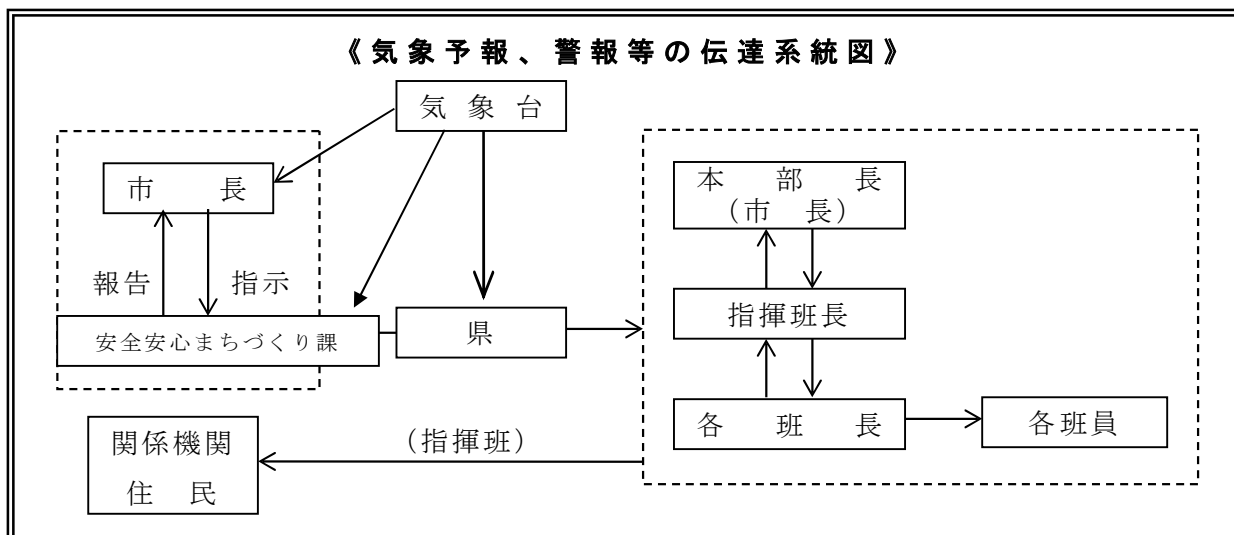 《気象予報、警報等の伝達系統図》
気象台
市長
報告
指示
安全安心まちづくり課
県
本部長
(市長)
指揮班長
各班長
各班員
(指揮班)
関係機関
住民